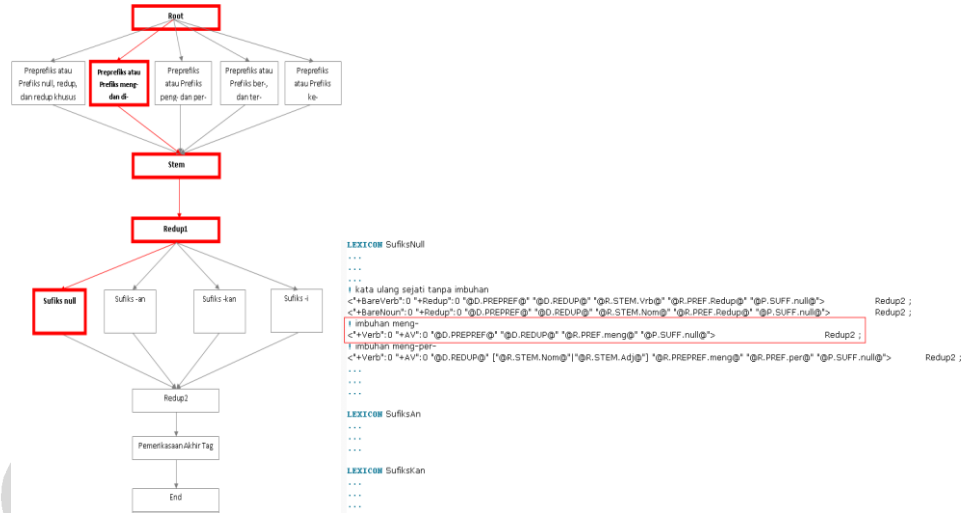 Root
Preprefiks atau
Prefiks null, redup,
dan redup khusus
Preprefiks atau
Prefiks meng-
dan di-
Preprefiks
atau Prefiks
peng- dan per-
Preprefiks atau
Prefiks ber-,
dan ter-
Preprefiks
atau Prefiks
ke-
Stem
Redup1
Sufiks null
Sufiks -an
Sufiks -kan
Sufiks -i
Redup2
Pemerikasaan Akhir Tag
End
LEXICON SufiksNull
...
...
...
! kata ulang sejati tanpa imbuhan
<"+BareVerb":0 "+Redup":0 "@D.PREPREF@" "@D.REDUP@" "@R.STEM.Vrb@" "@R.PREF.Redup@" "@P.SUFF.null@"> Redup2 ;
<"+BareNoun":0 "+Redup":0 "@D.PREPREF@" "@D.REDUP@" "@R.STEM.Nom@" "@R.PREF.Redup@" "@P.SUFF.null@"> Redup2 ;
! imbuhan meng-
<"+Verb":0 "+AV":0 "@D.PREPREF@" "@D.REDUP@" "@R.PREF.meng@" "@P.SUFF.null@"> Redup2 ;
! imbuhan meng-per-
<"+Verb":0 "+AV":0 "@D.REDUP@" ["@R.STEM.Nom@"|"@R.STEM.Adj@"] "@R.PREPREF.meng@" "@R.PREF.per@" "@P.SUFF.null@"> Redup2 ;
...
...
...
LEXICON SufiksAn
...
...
...
LEXICON SufiksKan
...
...
...